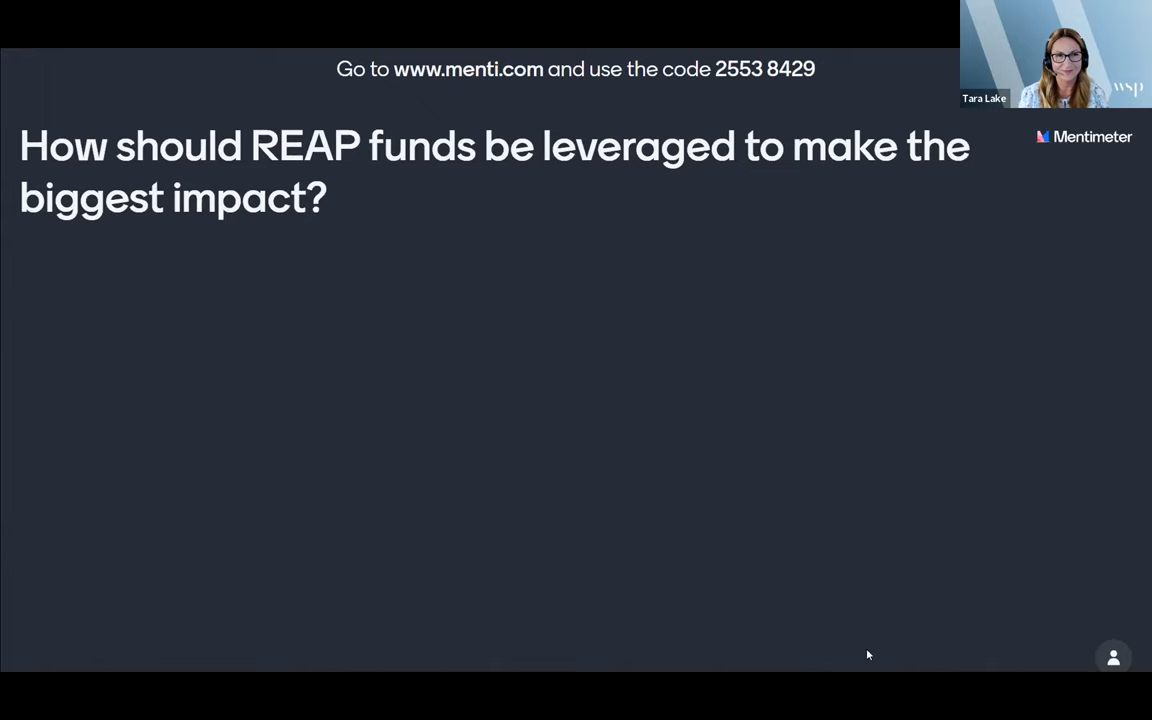 Go to www.menti.com and use the code 2553 8429
Tara Lake
wsp
Mentimeter
How should REAP funds be leveraged to make the
biggest impact?